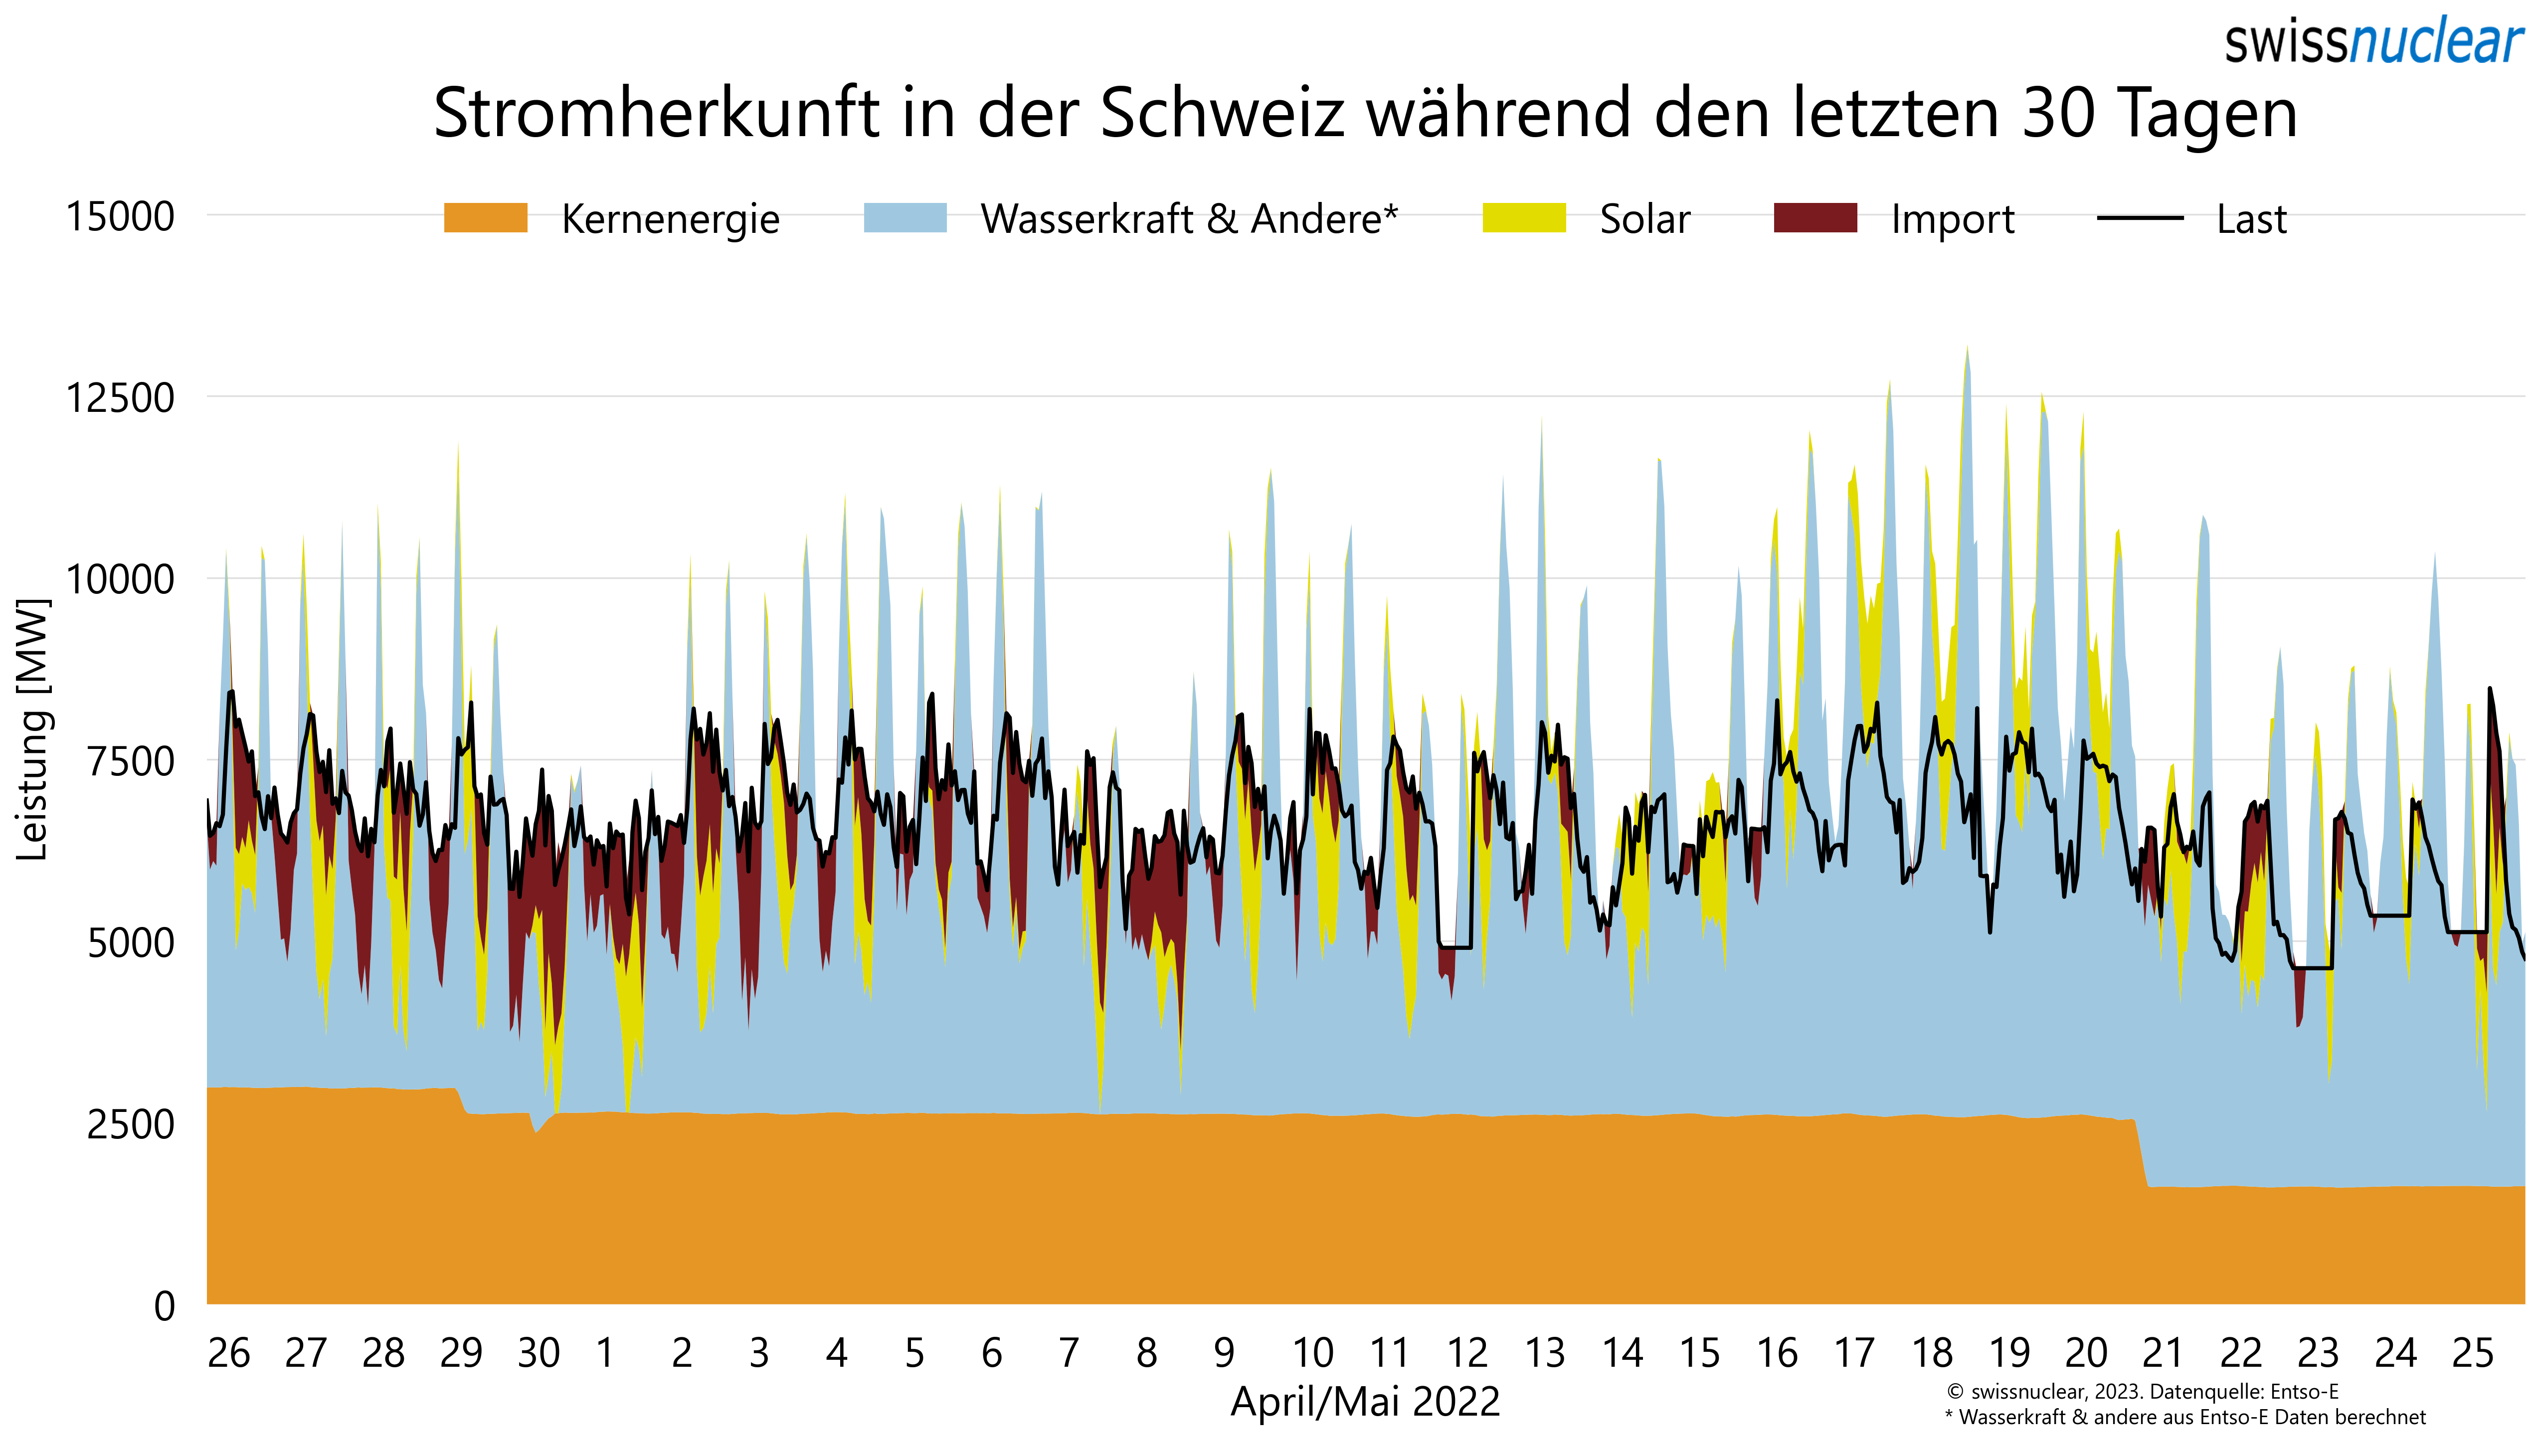 swissnuclear
Stromherkunft in der Schweiz während den letzten 30 Tagen
Kernenergie Wasserkraft & Andere* Solar Import Last
15000
12500
10000
7500
5000
2500
0
Leistung [MW]
26 27 28 29 30 1 2 3 4 5 6 7 8 9 10 11 12 13 14 15 16 17 18 19 20 21 22 23 24 25
April/Mai 2022
© swissnuclear, 2023. Datenquelle: Entso-E
* Wasserkraft & andere aus Entso-E Daten berechnet